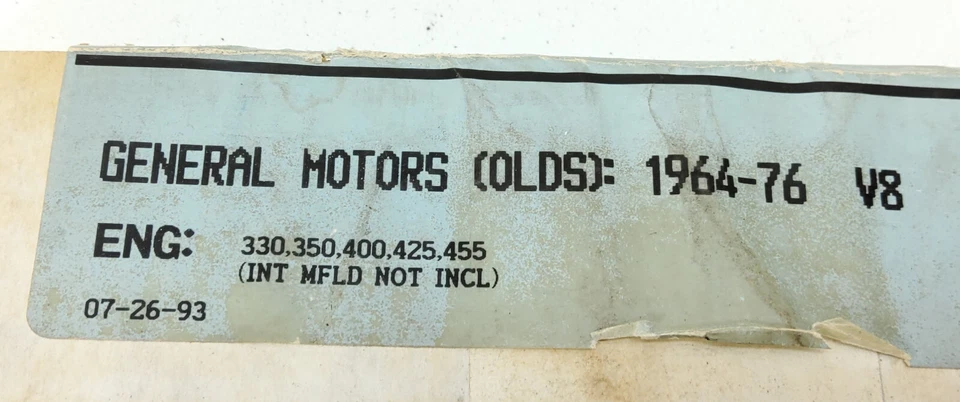 GENERAL MOTORS (OLDS): 1964-76 V8
ENG: 330,350,400,425,455
(INT MFLD NOT INCL)
07-26-93